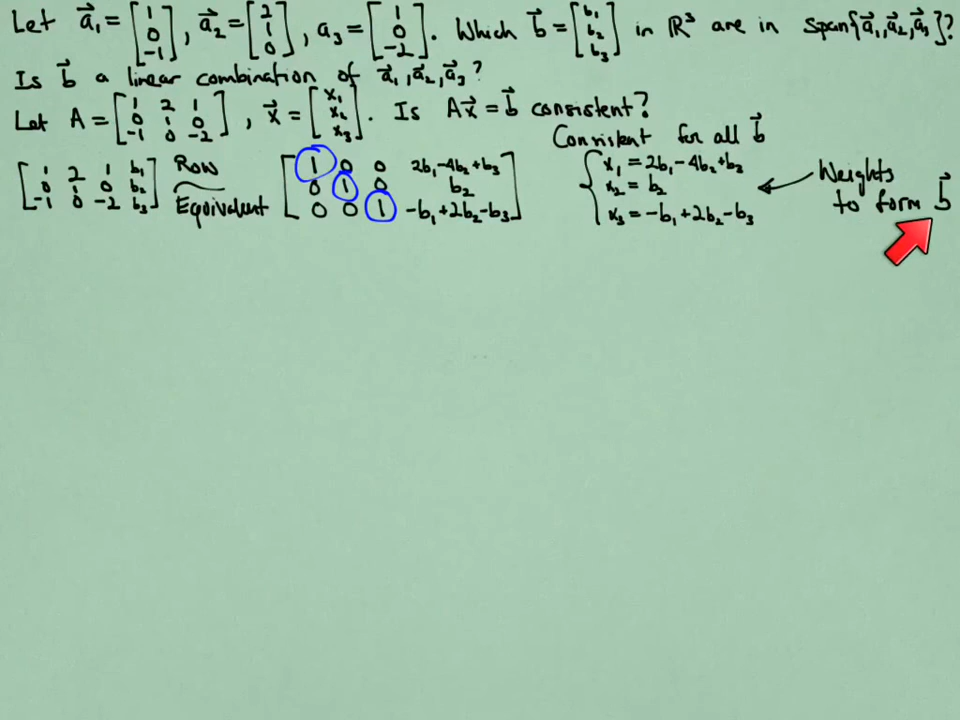 Let a⃗₁ = [1 0 -1], a⃗₂ = [2 1 0], a₃ = [1 0 -2]. Which b⃗ = [b₁ b₂ b₃] in ℝ³ are in Span{a⃗₁, a⃗₂, a⃗₃}?
Is b⃗ a linear combination of a⃗₁, a⃗₂, a⃗₃?
Let A = [1 2 1; 0 1 0; -1 0 -2], x⃗ = [x₁ x₂ x₃]. Is Ax⃗ = b⃗ consistent?
Consistent for all b⃗
[1 2 1 b₁; 0 1 0 b₂; -1 0 -2 b₃] Row Equivalent [1 0 0 2b₁-4b₂+b₃; 0 1 0 b₂; 0 0 1 -b₁+2b₂-b₃]
{ x₁ = 2b₁-4b₂+b₃
x₂ = b₂
x₃ = -b₁+2b₂-b₃
Weights
to form b⃗